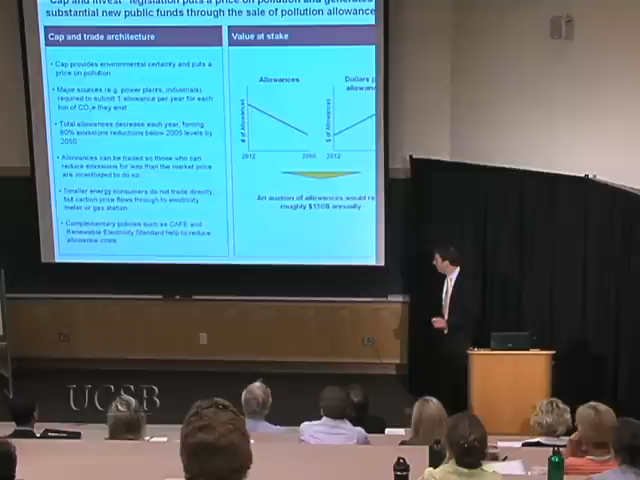 Cap and invest" legislation puts a price on pollution and generates
substantial new public funds through the sale of pollution allowance
Cap and trade architecture
Value at stake
• Cap provides environmental certainty and puts a
price on pollution
• Major sources (e.g. power plants, industrials)
required to submit 1 allowance per year for each
ton of CO2e they emit
• Total allowances decrease each year, forcing
80% emissions reductions below 2005 levels by
2050
• Allowances can be traded so those who can
reduce emissions for less than the market price
are incentivized to do so
• Smaller energy consumers do not trade directly,
but carbon price flows through to electricity
meter or gas station
• Complimentary policies such as CAFE and
Renewable Electricity Standard help to reduce
allowance costs
Allowances
Dollars p
allowanc
# of Allowances
$ of Allowances
2012
2050
2012
An auction of allowances would ra
roughly $150B annually
UCSB